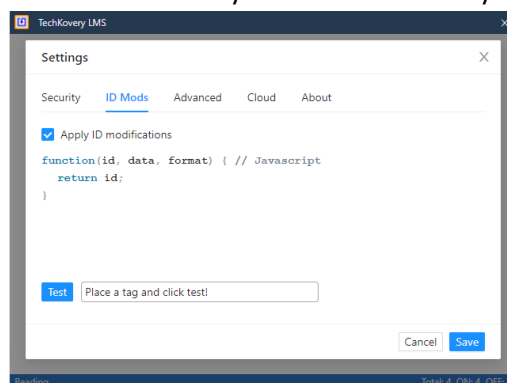 TechKovery LMS
Settings
Security ID Mods Advanced Cloud About
Apply ID modifications
function(id, data, format) { // Javascript
return id;
}
Test Place a tag and click test!
Cancel Save
Reading Total: 4, ON: 4, OFF: